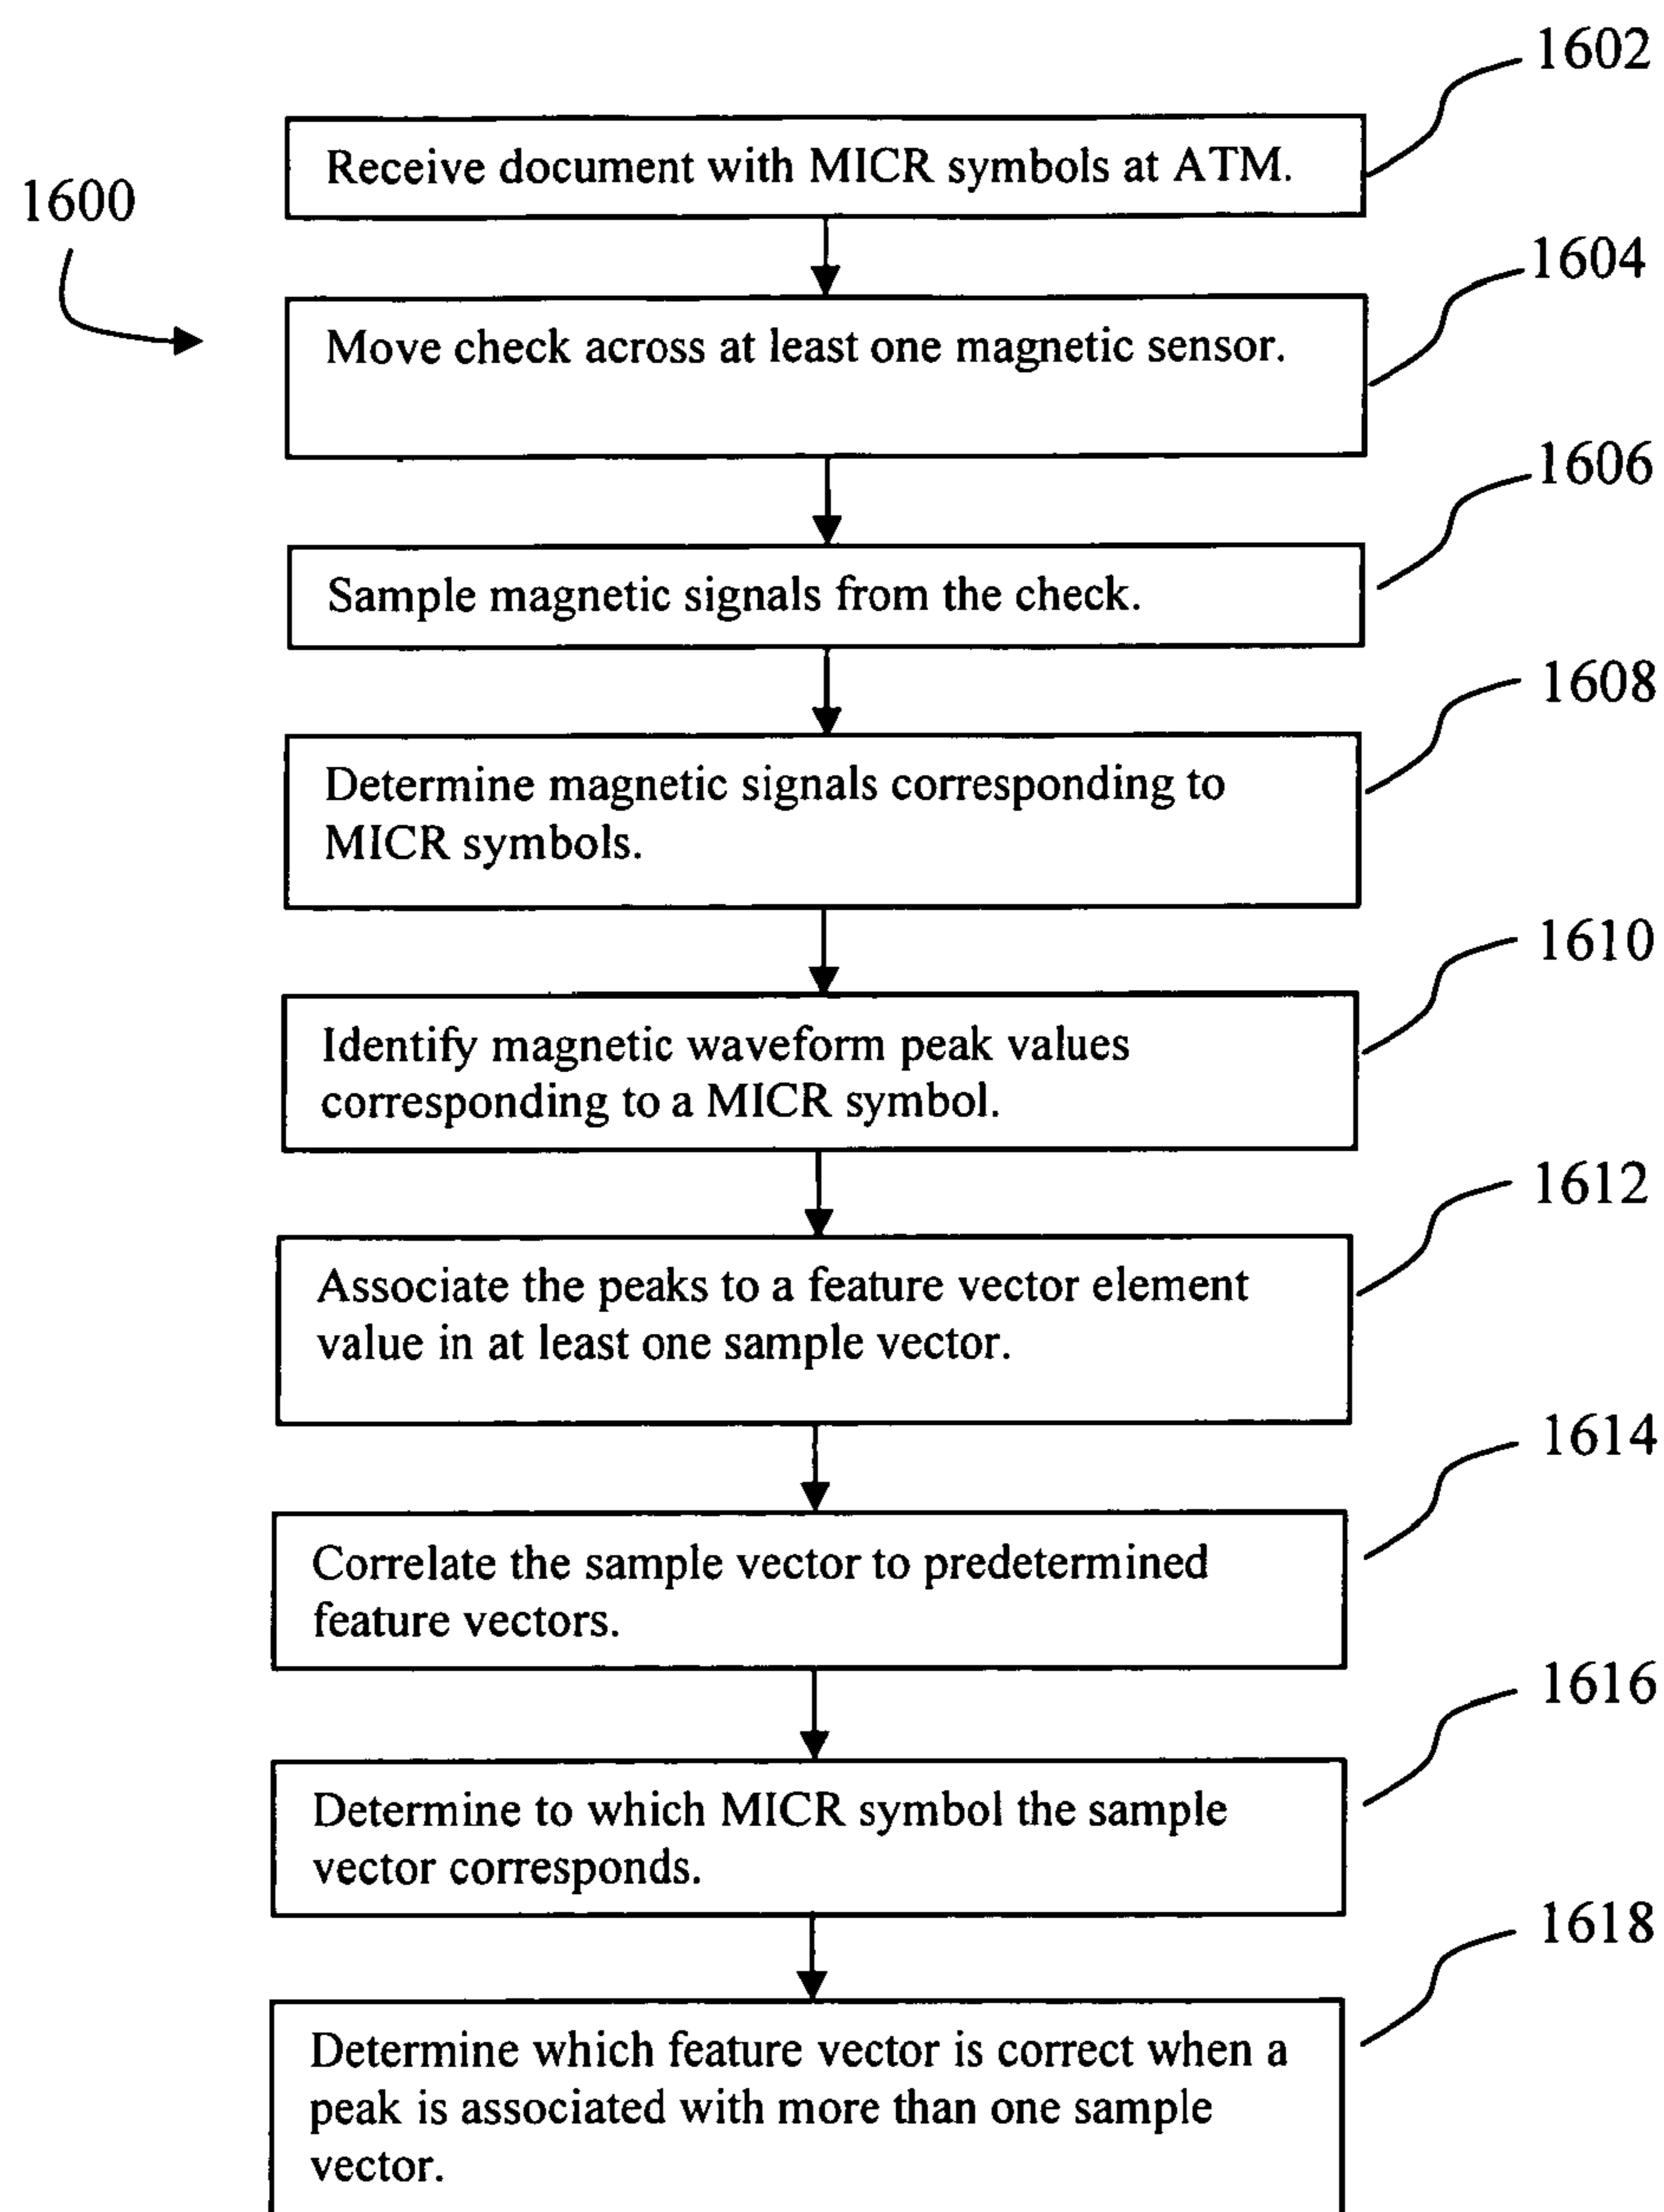 1602
Receive document with MICR symbols at ATM.
1600
1604
Move check across at least one magnetic sensor.
1606
Sample magnetic signals from the check.
1608
Determine magnetic signals corresponding to
MICR symbols.
1610
Identify magnetic waveform peak values
corresponding to a MICR symbol.
1612
Associate the peaks to a feature vector element
value in at least one sample vector.
1614
Correlate the sample vector to predetermined
feature vectors.
1616
Determine to which MICR symbol the sample
vector corresponds.
1618
Determine which feature vector is correct when a
peak is associated with more than one sample
vector.